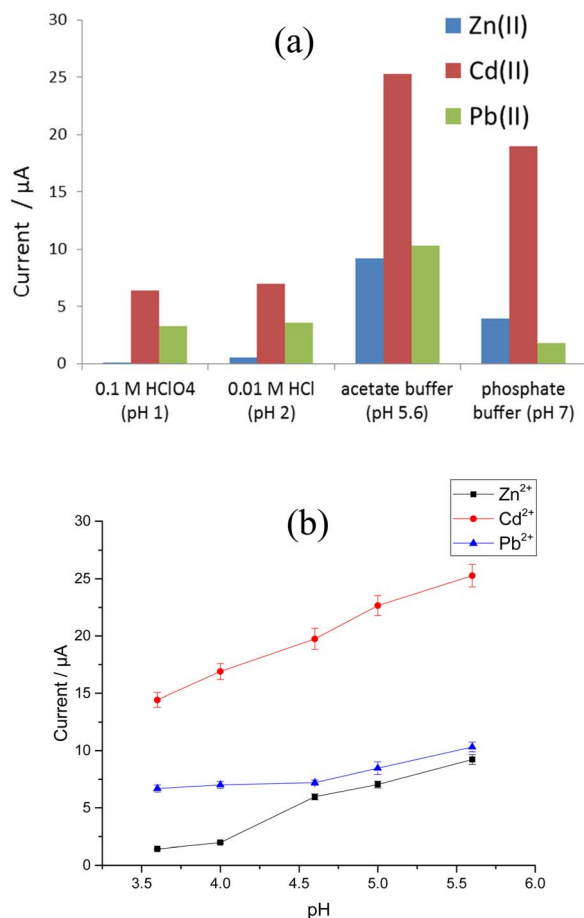 (a)
Zn(II)
Cd(II)
Pb(II)
30
25
20
15
10
5
0
Current / µA
0.1 M HClO4 0.01 M HCl acetate buffer phosphate
(pH 1) (pH 2) (pH 5.6) buffer (pH 7)
(b)
Zn²⁺
Cd²⁺
Pb²⁺
30
25
20
15
10
5
0
Current / µA
3.5 4.0 4.5 5.0 5.5 6.0
pH